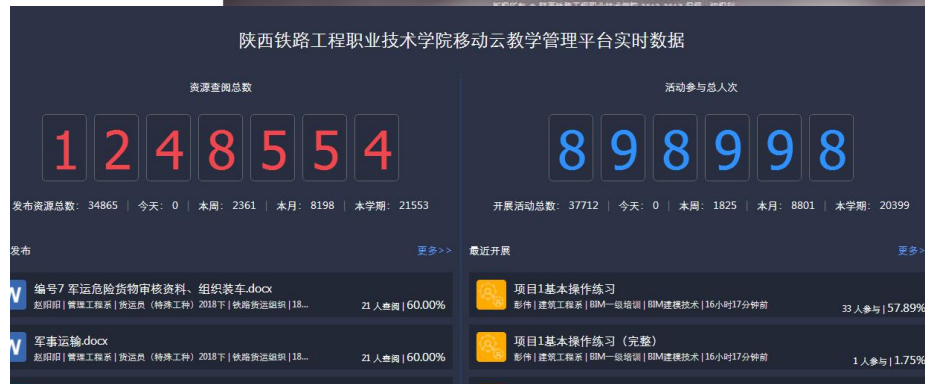 陕西铁路工程职业技术学院移动云教学管理平台实时数据
资源查阅总数
1248554
发布资源总数: 34865 | 今天: 0 | 本周: 2361 | 本月: 8198 | 本学期: 21553
发布
更多>>
编号7 军运危险货物审核资料、组织装车.docx
赵阳阳|管理工程系|货运员（特殊工种）2018下|铁路货运组织|18...
21 人查阅|60.00%
军事运输.docx
赵阳阳|管理工程系|货运员（特殊工种）2018下|铁路货运组织|18...
21 人查阅|60.00%
活动参与总人次
898998
开展活动总数: 37712 | 今天: 0 | 本周: 1825 | 本月: 8801 | 本学期: 20399
最近开展
更多>
项目1基本操作练习
彭伟|建筑工程系|BIM一级培训|BIM建模技术|16小时17分钟前
33 人参与|57.89%
项目1基本操作练习（完整）
彭伟|建筑工程系|BIM一级培训|BIM建模技术|16小时17分钟前
1 人参与|1.75%